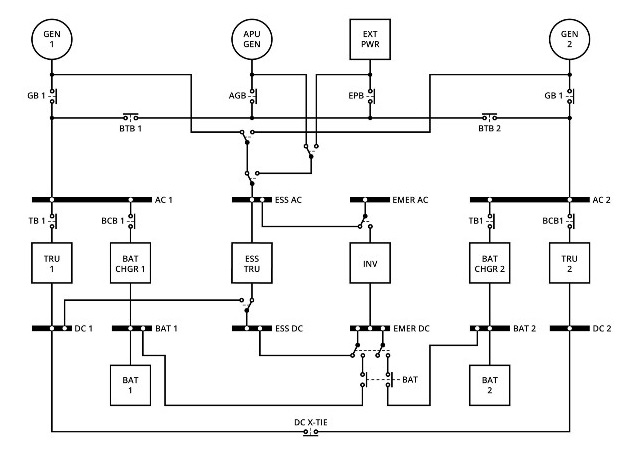 GEN
1
APU
GEN
EXT
PWR
GEN
2
GB 1
AGB
EPB
GB 1
BTB 1
BTB 2
AC 1
ESS AC
EMER AC
AC 2
TB 1
BCB 1
TB1
BCB1
TRU
1
BAT
CHGR 1
ESS
TRU
INV
BAT
CHGR 2
TRU
2
DC 1
BAT 1
ESS DC
EMER DC
BAT 2
DC 2
BAT
1
BAT
BAT
2
DC X-TIE